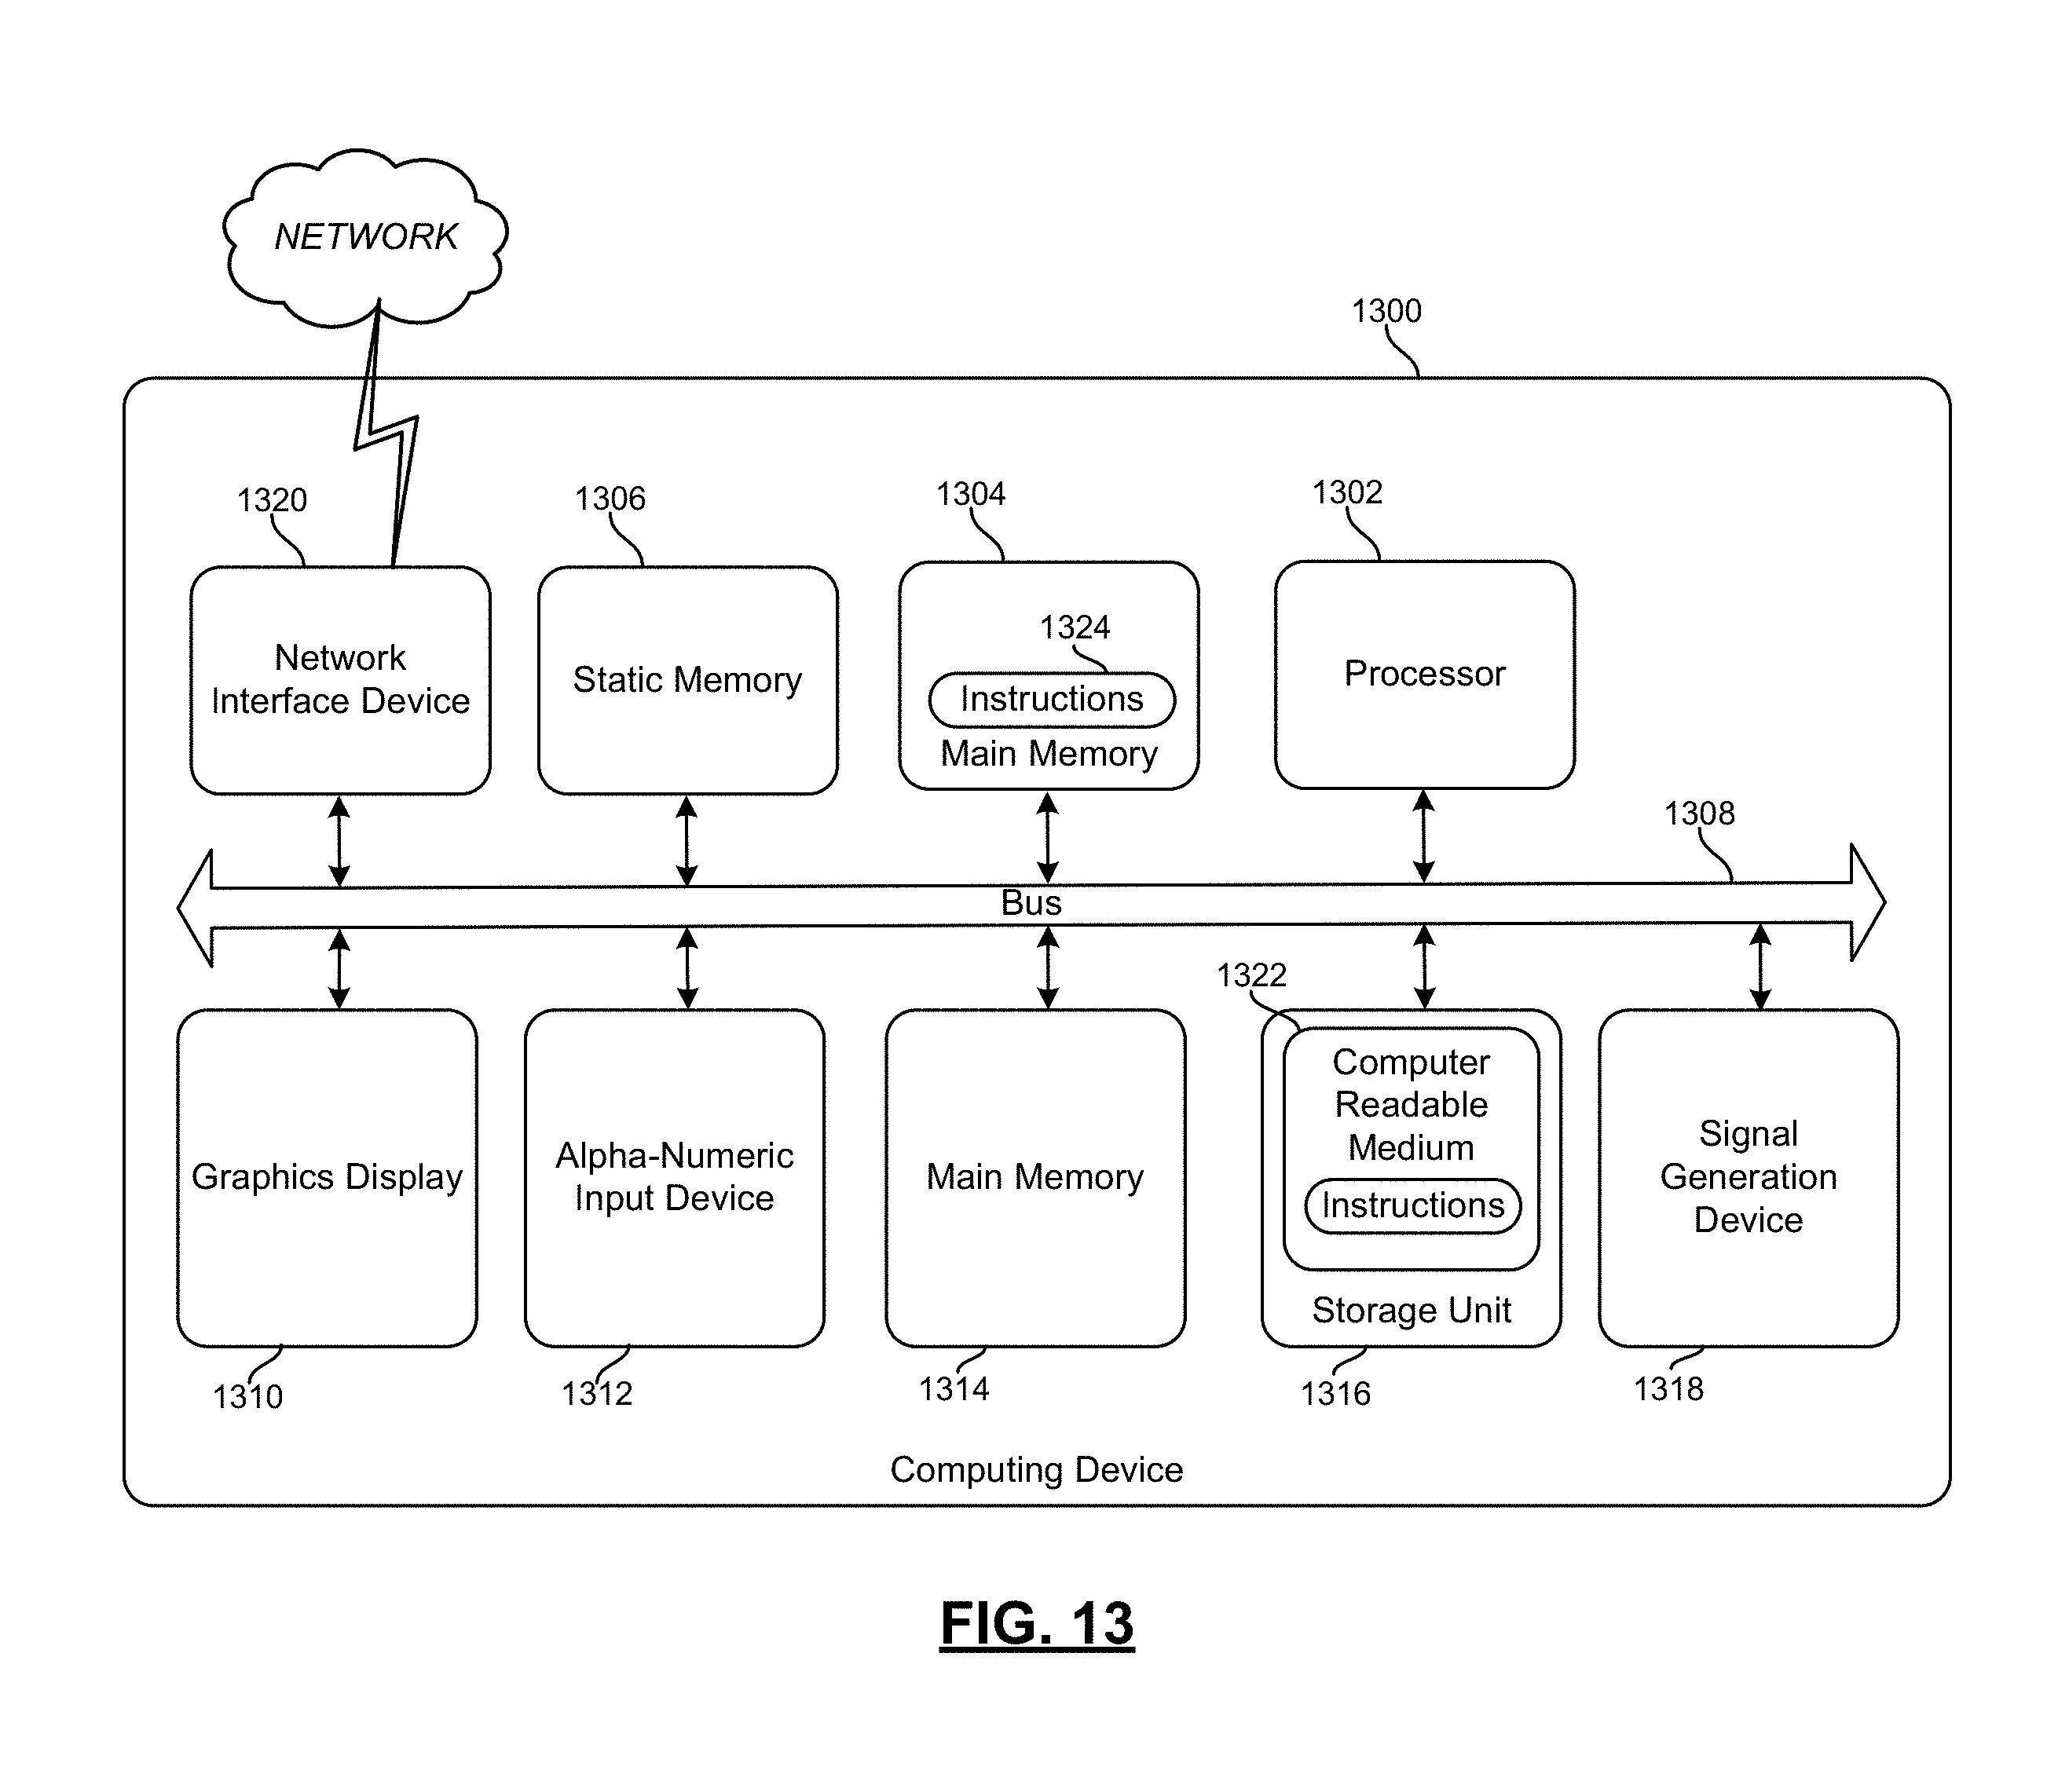 NETWORK
1300
1320
1306
1304
1302
Network
Interface Device
Static Memory
1324
Instructions
Main Memory
Processor
1308
Bus
1322
Graphics Display
Alpha-Numeric
Input Device
Main Memory
Computer
Readable
Medium
Instructions
Storage Unit
Signal
Generation
Device
1310
1312
1314
1316
1318
Computing Device
FIG. 13